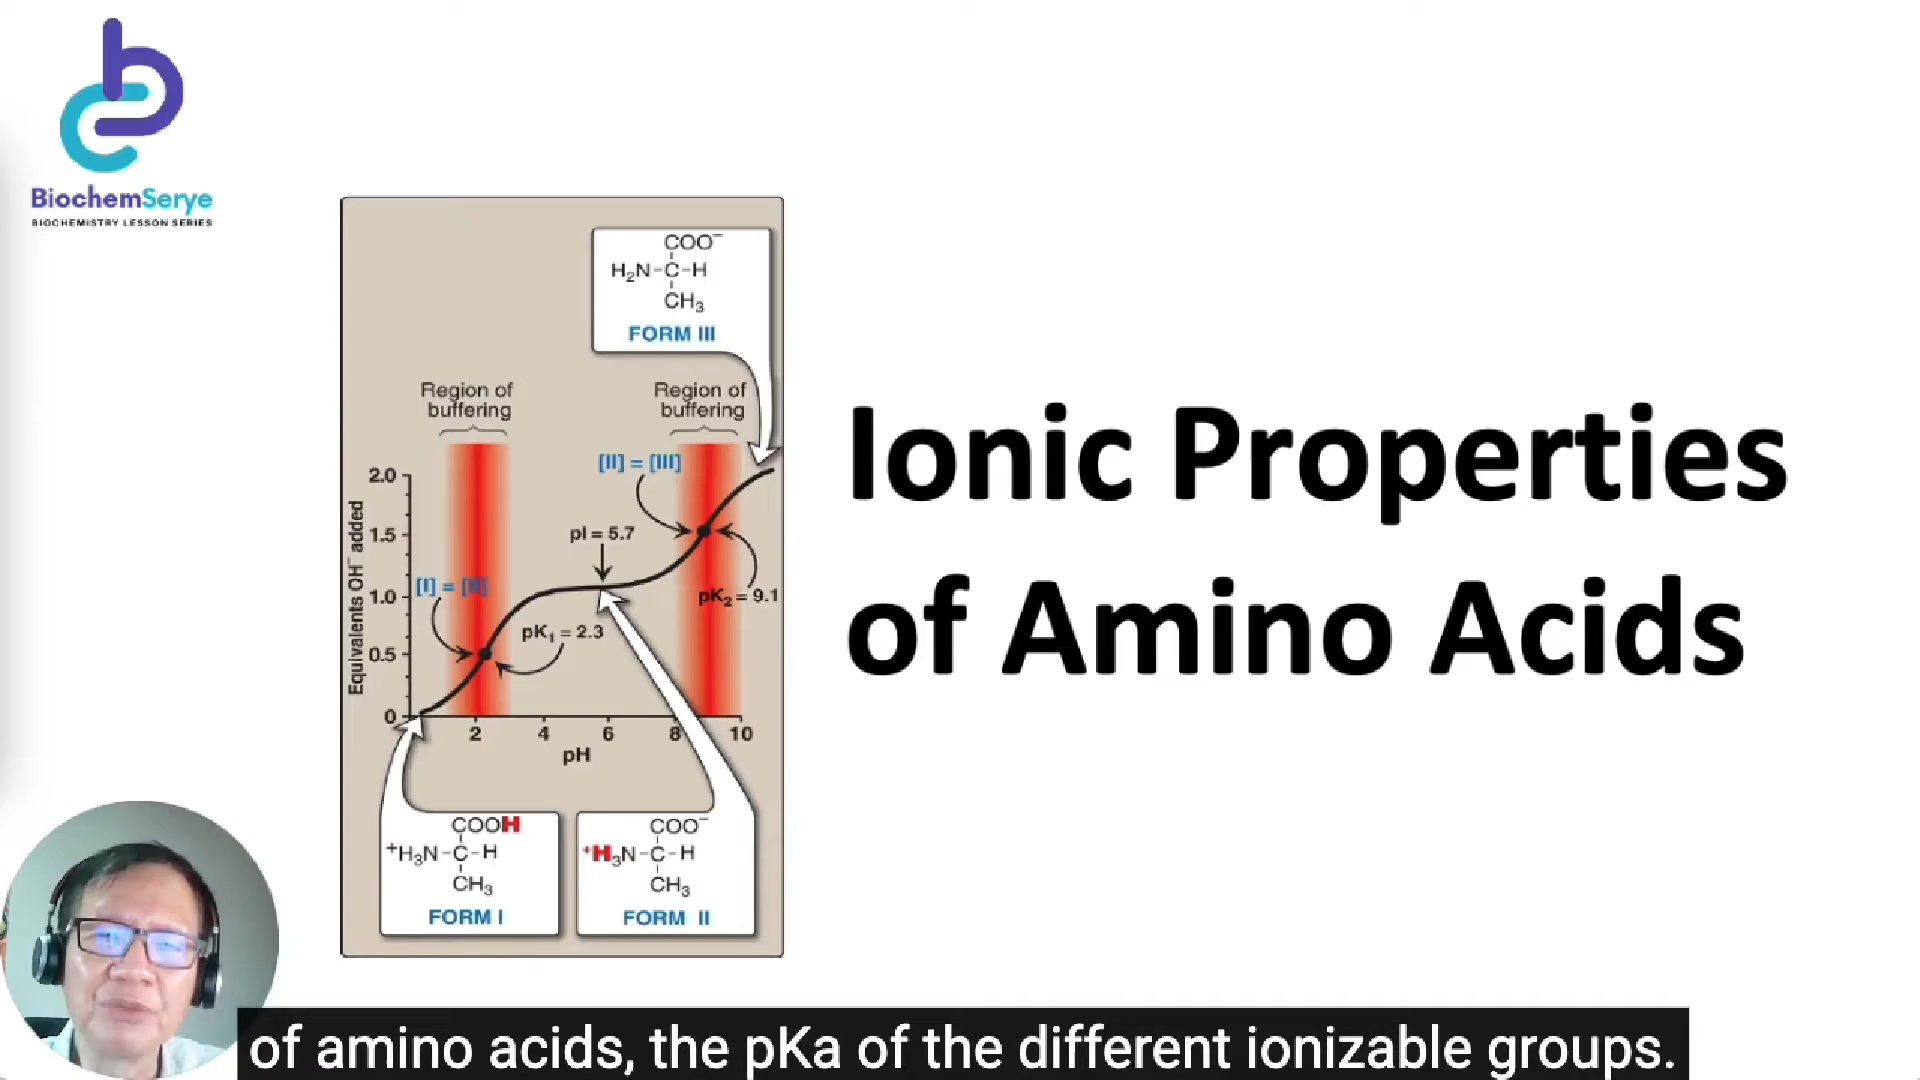 BiochemSerye
BIOCHEMISTRY LESSON SERIES
COO⁻
H₂N-C-H
CH₃
FORM III
Region of
buffering
Region of
buffering
[II] = [III]
Equivalents OH⁻ added
2.0
1.5
1.0
0.5
0
pI = 5.7
[I] = [II]
pK₁ = 2.3
pK₂ = 9.1
2 4 6 8 10
pH
COOH
⁺H₃N-C-H
CH₃
FORM I
COO⁻
⁺H₃N-C-H
CH₃
FORM II
Ionic Properties
of Amino Acids
of amino acids, the pKa of the different ionizable groups.